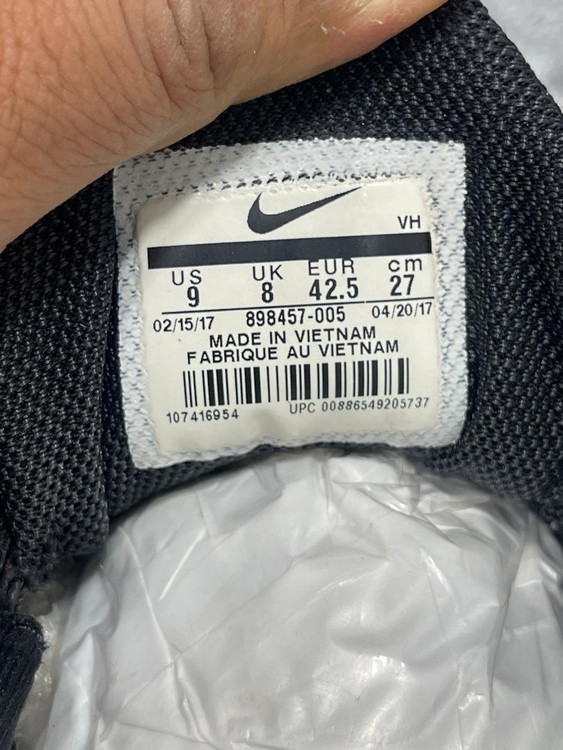 VH
US UK EUR cm
9 8 42.5 27
02/15/17 898457-005 04/20/17
MADE IN VIETNAM
FABRIQUE AU VIETNAM
107416954 UPC 00886549205737